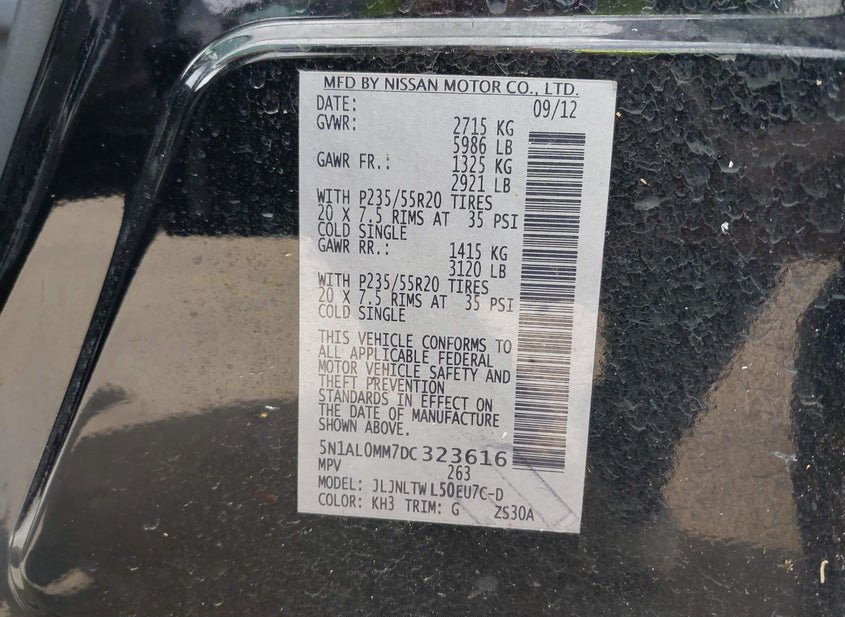 MFD BY NISSAN MOTOR CO., LTD.
DATE: 09/12
GVWR: 2715 KG
5986 LB
GAWR FR.: 1325 KG
2921 LB
WITH P235/55R20 TIRES
20 X 7.5 RIMS AT 35 PSI
COLD SINGLE
GAWR RR.: 1415 KG
3120 LB
WITH P235/55R20 TIRES
20 X 7.5 RIMS AT 35 PSI
COLD SINGLE
THIS VEHICLE CONFORMS TO
ALL APPLICABLE FEDERAL
MOTOR VEHICLE SAFETY AND
THEFT PREVENTION
STANDARDS IN EFFECT ON
THE DATE OF MANUFACTURE
SHOWN ABOVE.
5N1AL0MM7DC323616
MPV 263
MODEL: JLJNLTWL50EU7C-D
COLOR: KH3 TRIM: G ZS30A